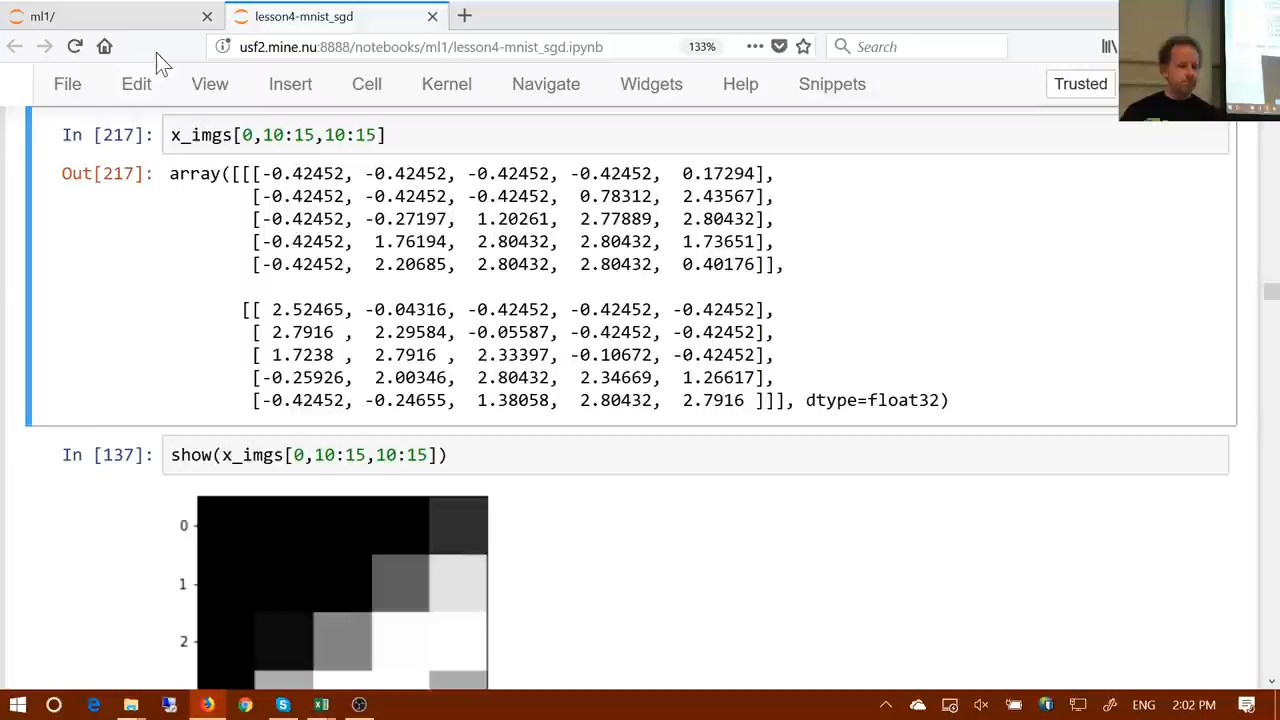 ml1/
lesson4-mnist_sgd
usf2.mine.nu:8888/notebooks/ml1/lesson4-mnist_sgd.ipynb 133% Search
File Edit View Insert Cell Kernel Navigate Widgets Help Snippets Trusted
In [217]: x_imgs[0,10:15,10:15]
Out[217]: array([[[-0.42452, -0.42452, -0.42452, -0.42452, 0.17294],
[-0.42452, -0.42452, -0.42452, 0.78312, 2.43567],
[-0.42452, -0.27197, 1.20261, 2.77889, 2.80432],
[-0.42452, 1.76194, 2.80432, 2.80432, 1.73651],
[-0.42452, 2.20685, 2.80432, 2.80432, 0.40176]],
[[ 2.52465, -0.04316, -0.42452, -0.42452, -0.42452],
[ 2.7916 , 2.29584, -0.05587, -0.42452, -0.42452],
[ 1.7238 , 2.7916 , 2.33397, -0.10672, -0.42452],
[-0.25926, 2.00346, 2.80432, 2.34669, 1.26617],
[-0.42452, -0.24655, 1.38058, 2.80432, 2.7916 ]]], dtype=float32)
In [137]: show(x_imgs[0,10:15,10:15])
0
1
2
ENG 2:02 PM